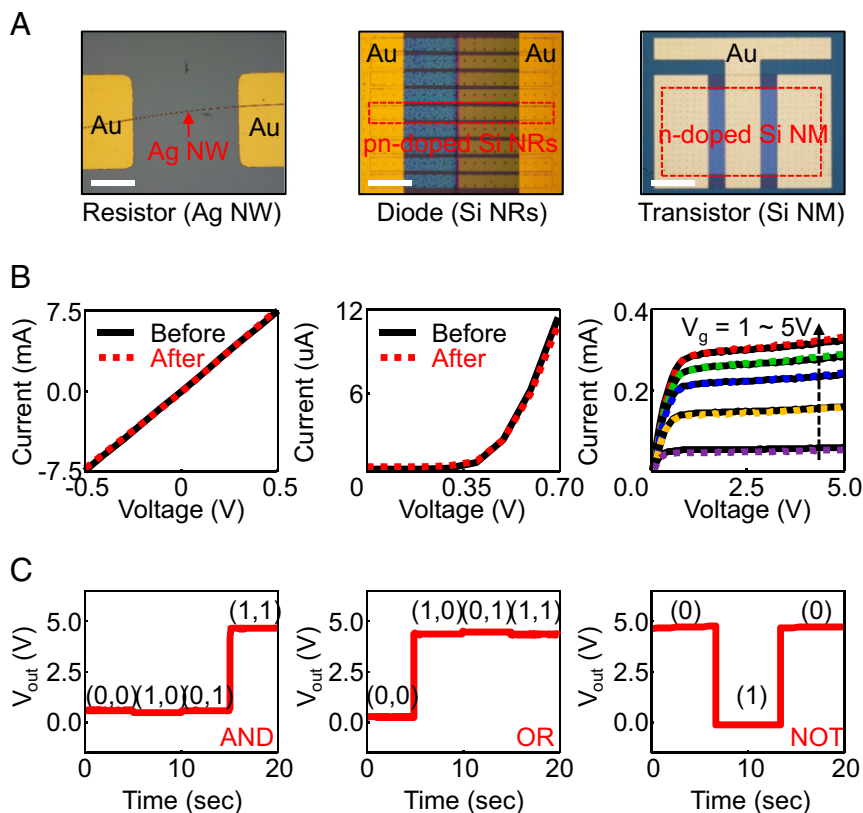 A
Au
Au
Ag NW
Resistor (Ag NW)
Au
Au
pn-doped Si NRs
Diode (Si NRs)
Au
n-doped Si NM
Transistor (Si NM)
B
7.5
0.0
-7.5
Current (mA)
Before
After
-0.5
0
0.5
Voltage (V)
12
6
0
Current (uA)
Before
After
0.35
0.70
Voltage (V)
0.4
0.2
0.0
Current (mA)
Vg = 1 ~ 5V
2.5
5.0
Voltage (V)
C
5.0
2.5
0.0
Vout (V)
(0,0)
(1,0)
(0,1)
(1,1)
AND
0
10
20
Time (sec)
5.0
2.5
0.0
Vout (V)
(0,0)
(1,0)
(0,1)
(1,1)
OR
0
10
20
Time (sec)
5.0
2.5
0.0
Vout (V)
(0)
(1)
(0)
NOT
0
10
20
Time (sec)